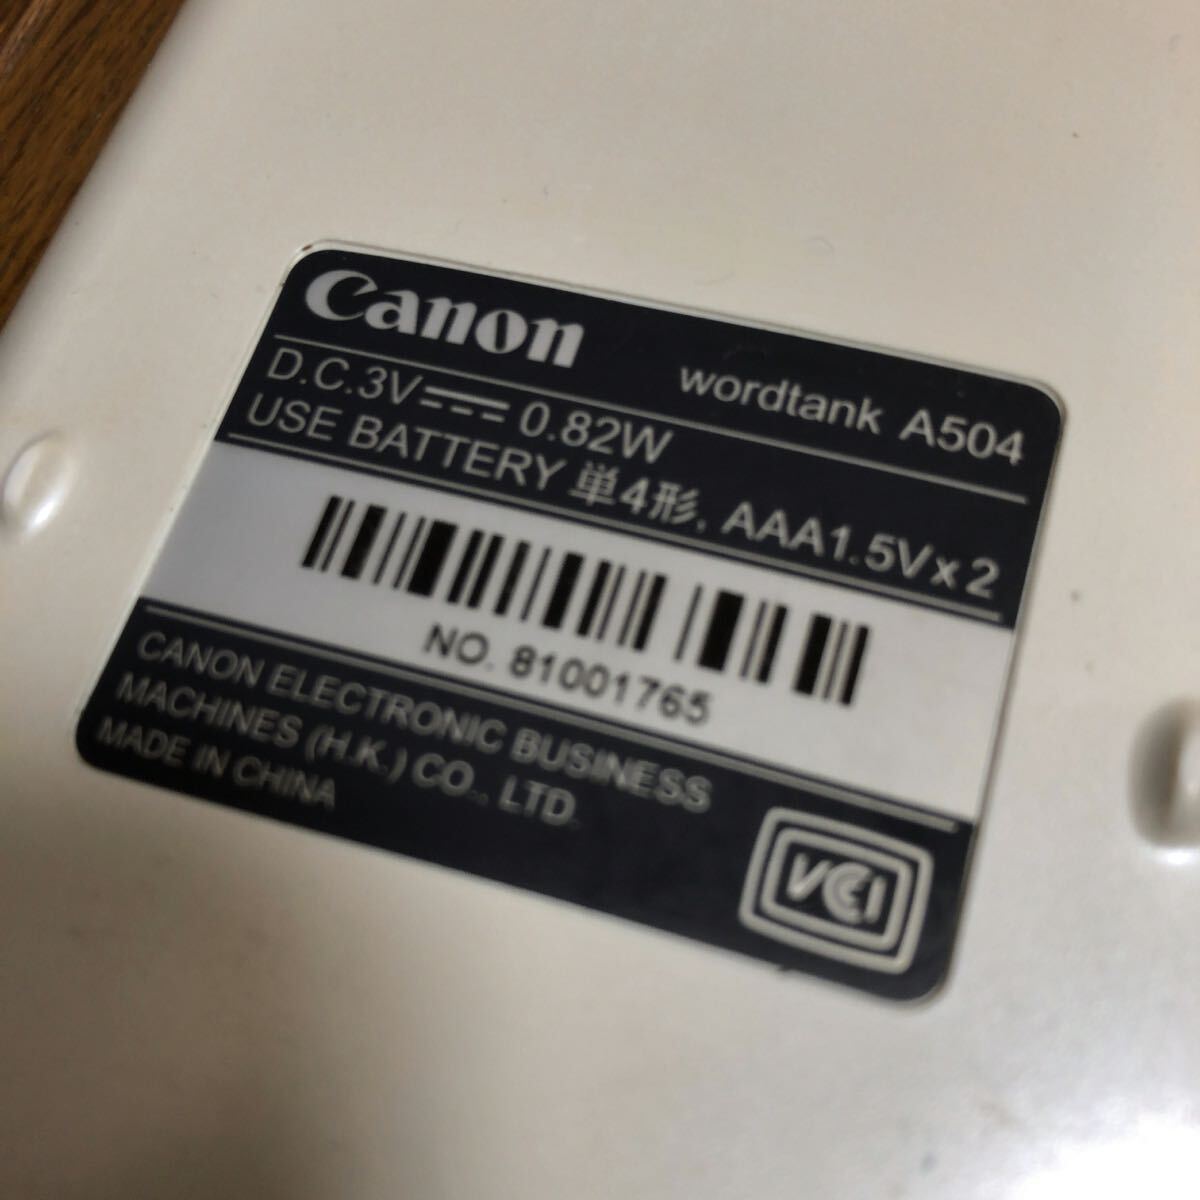 Canon
wordtank A504
D.C.3V 0.82W
USE BATTERY 単4形, AAA1.5Vx2
NO. 81001765
CANON ELECTRONIC BUSINESS
MACHINES (H.K.) CO., LTD.
MADE IN CHINA
VCCI